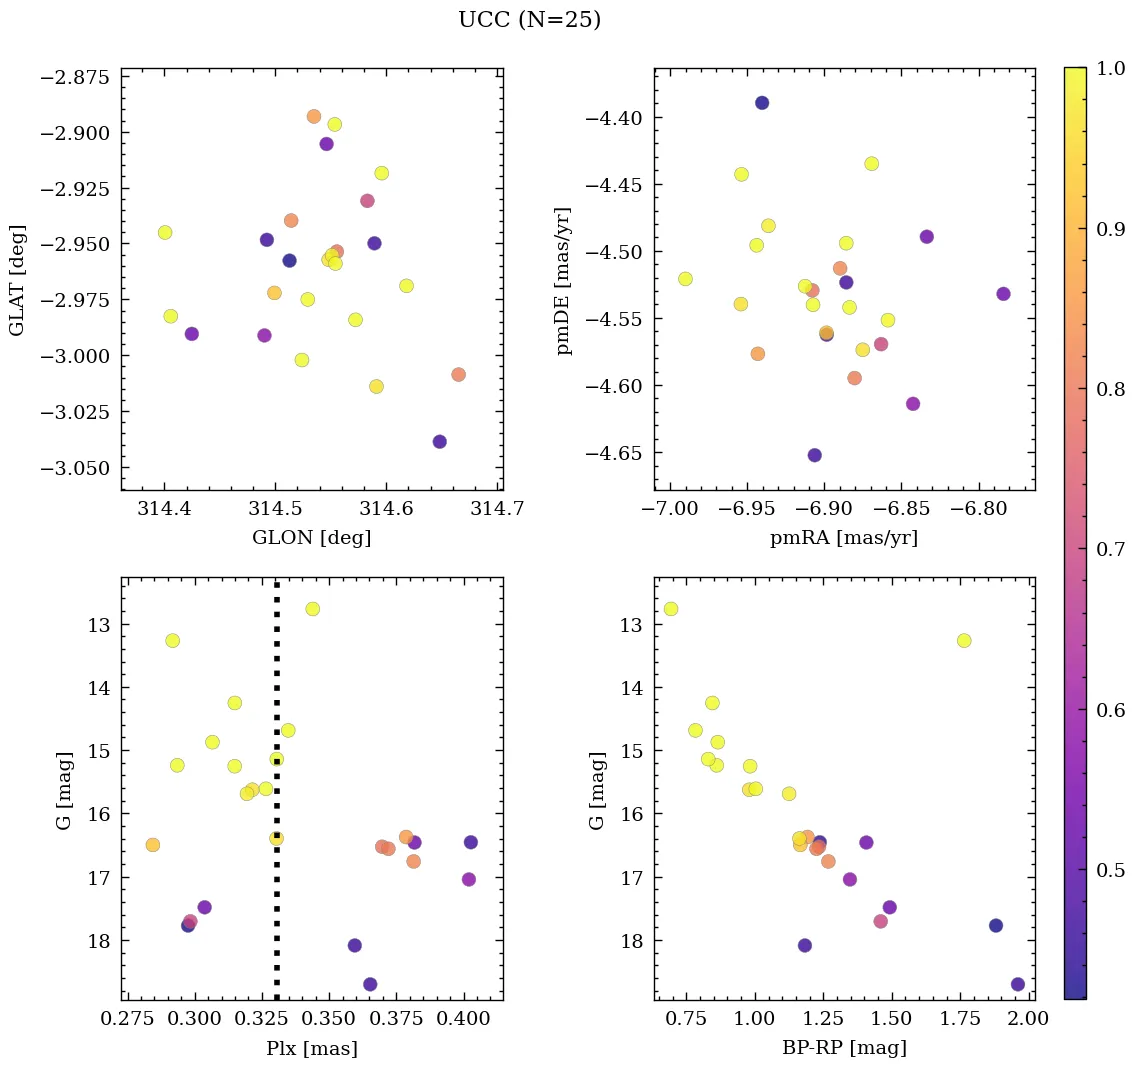 UCC (N=25)
−2.875
−2.900
−2.925
−2.950
−2.975
−3.000
−3.025
−3.050
GLAT [deg]
314.4 314.5 314.6 314.7
GLON [deg]
−4.40
−4.45
−4.50
−4.55
−4.60
−4.65
pmDE [mas/yr]
−7.00 −6.95 −6.90 −6.85 −6.80
pmRA [mas/yr]
13
14
15
16
17
18
G [mag]
0.275 0.300 0.325 0.350 0.375 0.400
Plx [mas]
13
14
15
16
17
18
G [mag]
0.75 1.00 1.25 1.50 1.75 2.00
BP-RP [mag]
1.0
0.9
0.8
0.7
0.6
0.5